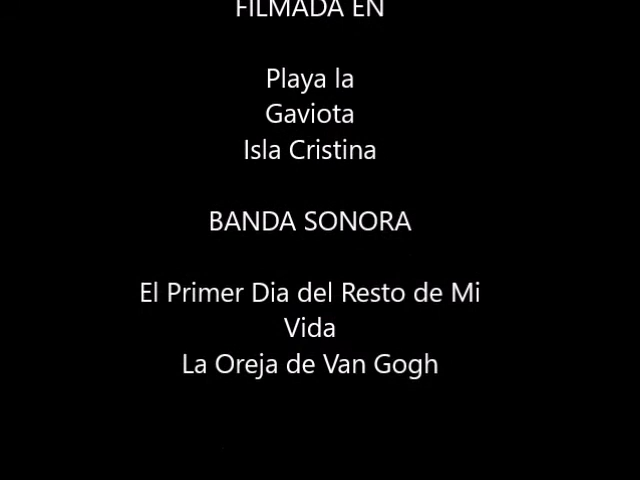 FILMADA EN
Playa la
Gaviota
Isla Cristina
BANDA SONORA
El Primer Dia del Resto de Mi
Vida
La Oreja de Van Gogh